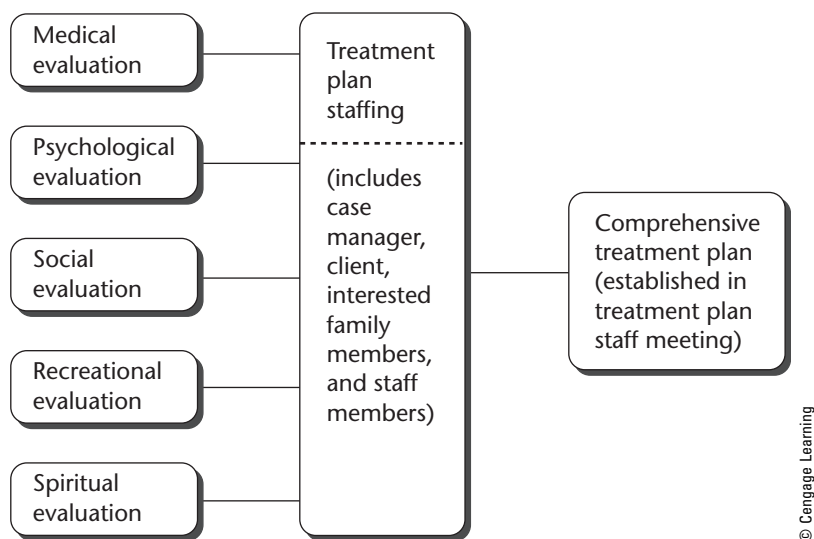 Medical
evaluation
Psychological
evaluation
Social
evaluation
Recreational
evaluation
Spiritual
evaluation
Treatment
plan
staffing
(includes
case
manager,
client,
interested
family
members,
and staff
members)
Comprehensive
treatment plan
(established in
treatment plan
staff meeting)
© Cengage Learning